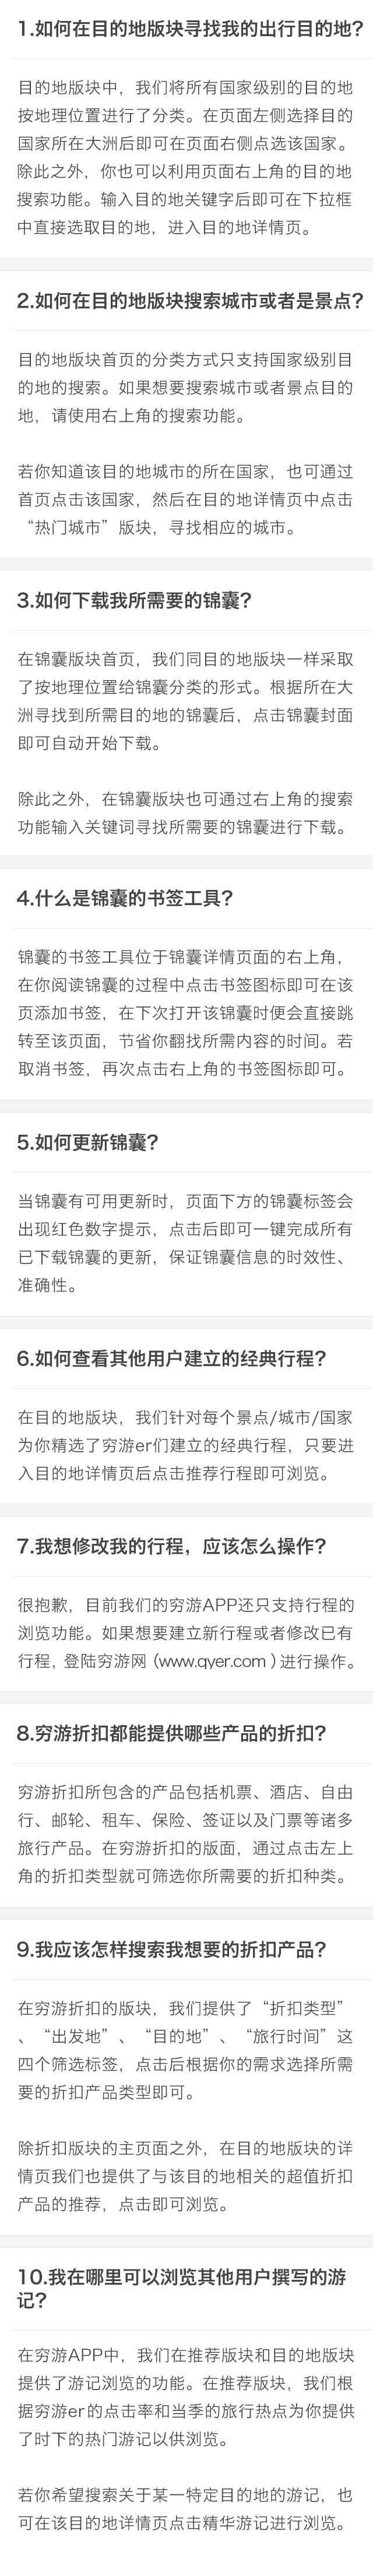 1.如何在目的地版块寻找我的出行目的地?
目的地版块中，我们将所有国家级别的目的地
按地理位置进行了分类。在页面左侧选择目的
国家所在大洲后即可在页面右侧点选该国家。
除此之外，你也可以利用页面右上角的目的地
搜索功能。输入目的地关键字后即可在下拉框
中直接选取目的地，进入目的地详情页。
2.如何在目的地版块搜索城市或者是景点?
目的地版块首页的分类方式只支持国家级别目
的地的搜索。如果想要搜索城市或者景点目的
地，请使用右上角的搜索功能。
若你知道该目的地城市的所在国家，也可通过
首页点击该国家，然后在目的地详情页中点击
“热门城市”版块，寻找相应的城市。
3.如何下载我所需要的锦囊?
在锦囊版块首页，我们同目的地版块一样采取
了按地理位置给锦囊分类的形式。根据所在大
洲寻找到所需目的地的锦囊后，点击锦囊封面
即可自动开始下载。
除此之外，在锦囊版块也可通过右上角的搜索
功能输入关键词寻找所需要的锦囊进行下载。
4.什么是锦囊的书签工具?
锦囊的书签工具位于锦囊详情页面的右上角，
在你阅读锦囊的过程中点击书签图标即可在该
页添加书签，在下次打开该锦囊时便会直接跳
转至该页面，节省你翻找所需内容的时间。若
取消书签，再次点击右上角的书签图标即可。
5.如何更新锦囊?
当锦囊有可用更新时，页面下方的锦囊标签会
出现红色数字提示，点击后即可一键完成所有
已下载锦囊的更新，保证锦囊信息的时效性、
准确性。
6.如何查看其他用户建立的经典行程?
在目的地版块，我们针对每个景点/城市/国家
为你精选了穷游er们建立的经典行程，只要进
入目的地详情页后点击推荐行程即可浏览。
7.我想修改我的行程，应该怎么操作?
很抱歉，目前我们的穷游APP还只支持行程的
浏览功能。如果想要建立新行程或者修改已有
行程，登陆穷游网 (www.qyer.com ) 进行操作。
8.穷游折扣都能提供哪些产品的折扣?
穷游折扣所包含的产品包括机票、酒店、自由
行、邮轮、租车、保险、签证以及门票等诸多
旅行产品。在穷游折扣的版面，通过点击左上
角的折扣类型就可筛选你所需要的折扣种类。
9.我应该怎样搜索我想要的折扣产品?
在穷游折扣的版块，我们提供了“折扣类型”
、“出发地”、“目的地”、“旅行时间”这
四个筛选标签，点击后根据你的需求选择所需
要的折扣产品类型即可。
除折扣版块的主页面之外，在目的地版块的详
情页我们也提供了与该目的地相关的超值折扣
产品的推荐，点击即可浏览。
10.我在哪里可以浏览其他用户撰写的游
记?
在穷游APP中，我们在推荐版块和目的地版块
提供了游记浏览的功能。在推荐版块，我们根
据穷游er的点击率和当季的旅行热点为你提供
了时下的热门游记以供浏览。
若你希望搜索关于某一特定目的地的游记，也
可在该目的地详情页点击精华游记进行浏览。